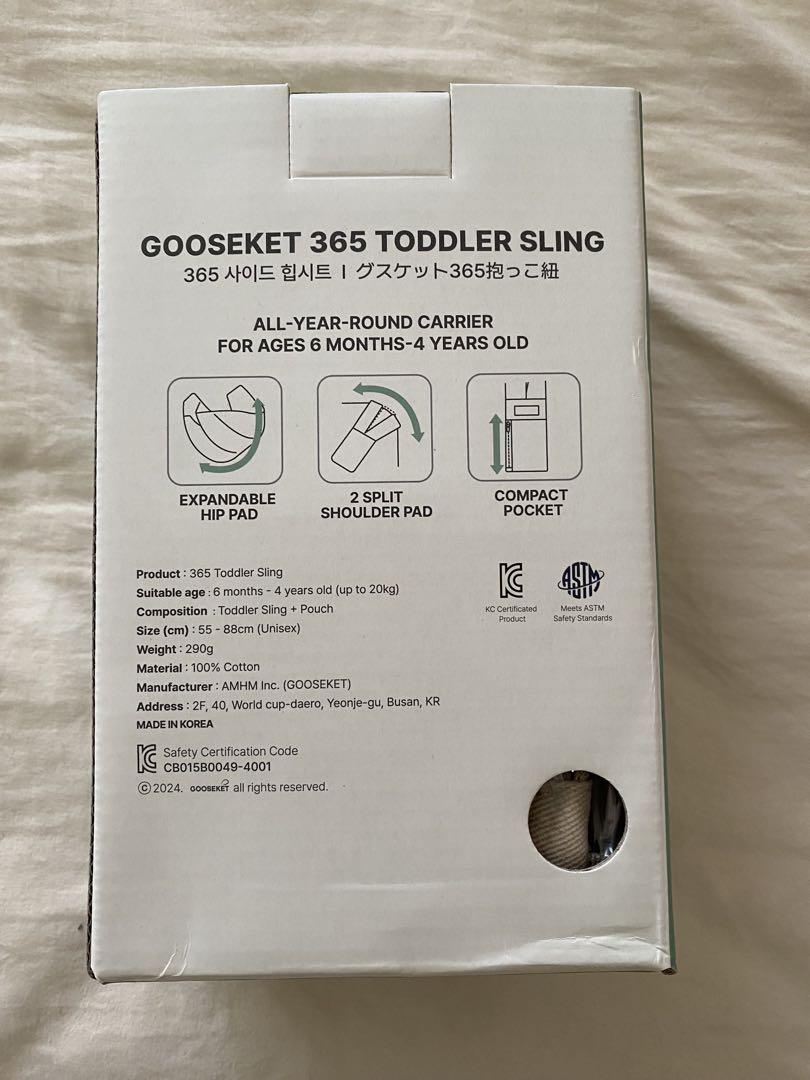 GOOSEKET 365 TODDLER SLING
365 사이드 힙시트 I グスケット365抱っこ紐
ALL-YEAR-ROUND CARRIER
FOR AGES 6 MONTHS-4 YEARS OLD
EXPANDABLE
HIP PAD
2 SPLIT
SHOULDER PAD
COMPACT
POCKET
Product : 365 Toddler Sling
Suitable age : 6 months - 4 years old (up to 20kg)
Composition : Toddler Sling + Pouch
Size (cm) : 55 - 88cm (Unisex)
Weight : 290g
Material : 100% Cotton
Manufacturer : AMHM Inc. (GOOSEKET)
Address : 2F, 40, World cup-daero, Yeonje-gu, Busan, KR
MADE IN KOREA
KC
KC Certificated
Product
ASTM
Meets ASTM
Safety Standards
KC Safety Certification Code
CB015B0049-4001
ⓒ2024. GOOSEKET all rights reserved.